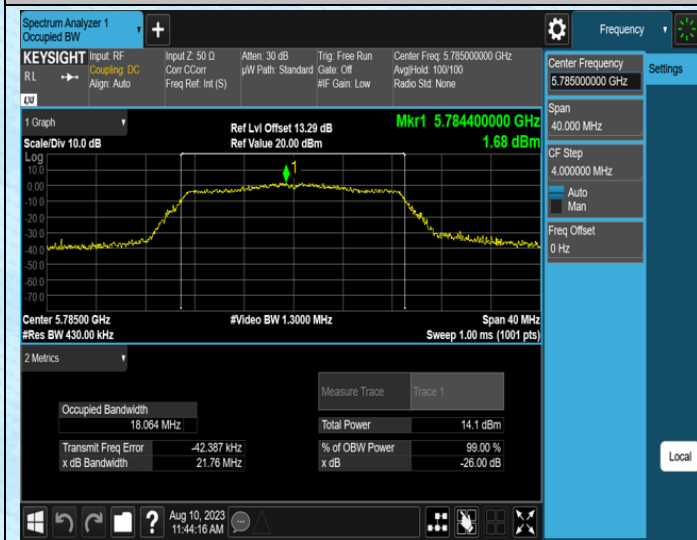 Spectrum Analyzer 1
Occupied BW
+
Frequency
KEYSIGHT
R L
LXI
Input: RF
Coupling: DC
Align: Auto
Input Z: 50 Ω
Corr CCorr
Freq Ref: Int (S)
Atten: 30 dB
µW Path: Standard
Trig: Free Run
Gate: Off
#IF Gain: Low
Center Freq: 5.785000000 GHz
Avg|Hold: 100/100
Radio Std: None
Center Frequency
5.785000000 GHz
Settings
Span
40.000 MHz
CF Step
4.000000 MHz
Auto
Man
Freq Offset
0 Hz
1 Graph
Scale/Div 10.0 dB
Ref Lvl Offset 13.29 dB
Ref Value 20.00 dBm
Mkr1 5.784400000 GHz
1.68 dBm
Log
10.0
0.00
-10.0
-20.0
-30.0
-40.0
-50.0
-60.0
-70.0
1
Center 5.78500 GHz
#Res BW 430.00 kHz
#Video BW 1.3000 MHz
Span 40 MHz
Sweep 1.00 ms (1001 pts)
2 Metrics
Measure Trace Trace 1
Occupied Bandwidth
18.064 MHz
Total Power 14.1 dBm
Transmit Freq Error -42.387 kHz
% of OBW Power 99.00 %
x dB Bandwidth 21.76 MHz
x dB -26.00 dB
Local
?
Aug 10, 2023
11:44:16 AM